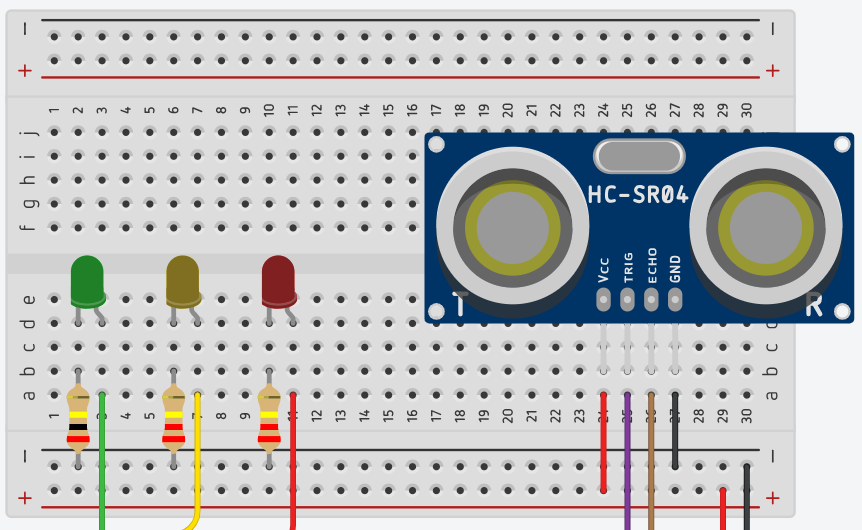 − −
+ +
1 2 3 4 5 6 7 8 9 10 11 12 13 14 15 16 17 18 19 20 21 22 23 24 25 26 27 28 29 30
j
i
h
g
f
HC-SR04
VCC TRIG ECHO GND
T R
e
d
c c
b b
a a
1 2 4 5 6 8 9 10 12 13 14 15 16 17 18 19 20 21 22 23 24 25 26 27 28 29 30
− −
+ +